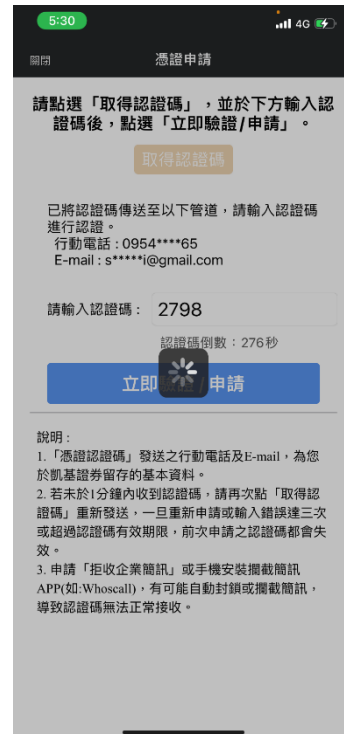 5:30
4G
關閉
憑證申請
請點選「取得認證碼」，並於下方輸入認
證碼後，點選「立即驗證/申請」。
取得認證碼
已將認證碼傳送至以下管道，請輸入認證碼
進行認證。
行動電話 : 0954****65
E-mail : s*****i@gmail.com
請輸入認證碼 : 2798
認證碼倒數 : 276 秒
立即驗證 / 申請
說明 :
1.「憑證認證碼」發送之行動電話及E-mail，為您
於凱基證券留存的基本資料。
2. 若未於1分鐘內收到認證碼，請再次點「取得認
證碼」重新發送，一旦重新申請或輸入錯誤達三次
或超過認證碼有效期限，前次申請之認證碼都會失
效。
3. 申請「拒收企業簡訊」或手機安裝攔截簡訊
APP(如:Whoscall)，有可能自動封鎖或攔截簡訊，
導致認證碼無法正常接收。